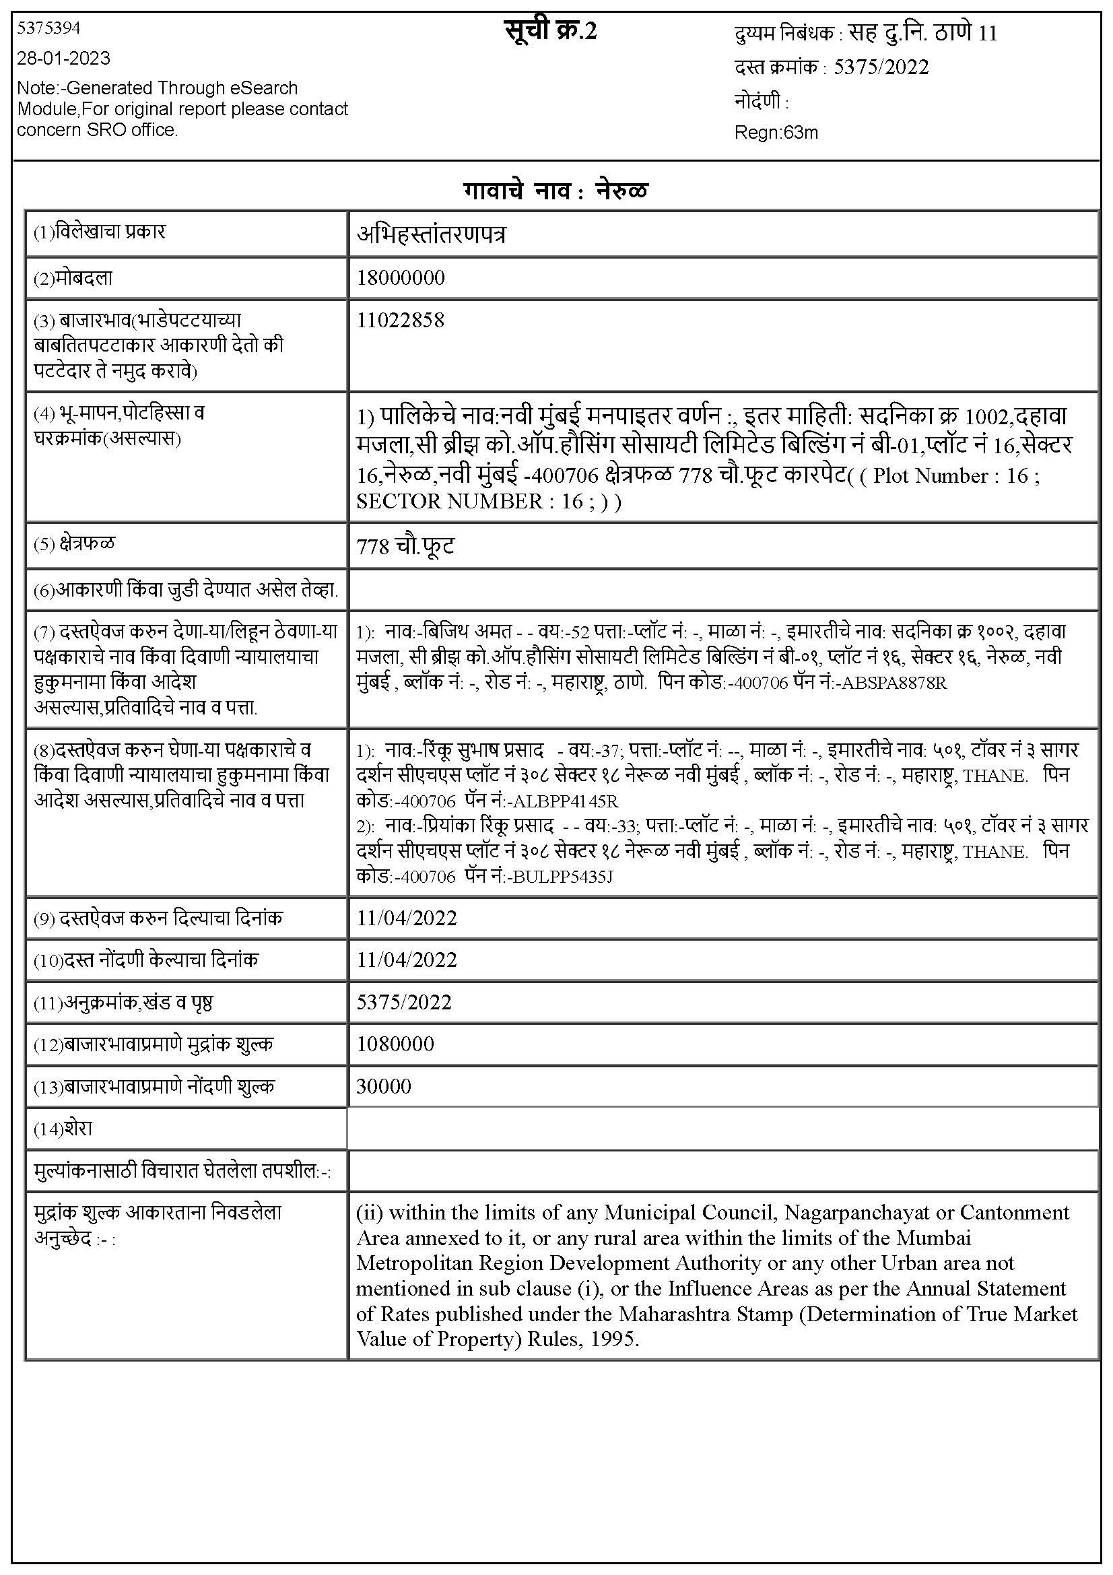 5375394
28-01-2023
Note:-Generated Through eSearch
Module,For original report please contact
concern SRO office.
सूची क्र.2
दुय्यम निबंधक : सह दु.नि. ठाणे 11
दस्त क्रमांक : 5375/2022
नोदंणी :
Regn:63m
गावाचे नाव : नेरुळ
(1)विलेखाचा प्रकार
अभिहस्तांतरणपत्र
(2)मोबदला
18000000
(3) बाजारभाव(भाडेपटटयाच्या
बाबतितपटटाकार आकारणी देतो की
पटटेदार ते नमुद करावे)
11022858
(4) भू-मापन,पोटहिस्सा व
घरक्रमांक(असल्यास)
1) पालिकेचे नाव:नवी मुंबई मनपाइतर वर्णन :, इतर माहिती: सदनिका क्र 1002,दहावा
मजला,सी ब्रीझ को.ऑप.हौसिंग सोसायटी लिमिटेड बिल्डिंग नं बी-01,प्लॉट नं 16,सेक्टर
16,नेरुळ,नवी मुंबई -400706 क्षेत्रफळ 778 चौ.फूट कारपेट( ( Plot Number : 16 ;
SECTOR NUMBER : 16 ; ) )
(5) क्षेत्रफळ
778 चौ.फूट
(6)आकारणी किंवा जुडी देण्यात असेल तेव्हा.
(7) दस्तऐवज करुन देणा-या/लिहून ठेवणा-या
पक्षकाराचे नाव किंवा दिवाणी न्यायालयाचा
हुकुमनामा किंवा आदेश
असल्यास,प्रतिवादिचे नाव व पत्ता.
1): नाव:-बिजिथ अमत - - वय:-52 पत्ता:-प्लॉट नं: -, माळा नं: -, इमारतीचे नाव: सदनिका क्र १००२, दहावा
मजला, सी ब्रीझ को.ऑप.हौसिंग सोसायटी लिमिटेड बिल्डिंग नं बी-०१, प्लॉट नं १६, सेक्टर १६, नेरुळ, नवी
मुंबई , ब्लॉक नं: -, रोड नं: -, महाराष्ट्र, ठाणे. पिन कोड:-400706 पॅन नं:-ABSPA8878R
(8)दस्तऐवज करुन घेणा-या पक्षकाराचे व
किंवा दिवाणी न्यायालयाचा हुकुमनामा किंवा
आदेश असल्यास,प्रतिवादिचे नाव व पत्ता
1): नाव:-रिंकू सुभाष प्रसाद - वय:-37; पत्ता:-प्लॉट नं: --, माळा नं: -, इमारतीचे नाव: ५०१, टॉवर नं ३ सागर
दर्शन सीएचएस प्लॉट नं ३०८ सेक्टर १८ नेरूळ नवी मुंबई , ब्लॉक नं: -, रोड नं: -, महाराष्ट्र, THANE. पिन
कोड:-400706 पॅन नं:-ALBPP4145R
2): नाव:-प्रियांका रिंकू प्रसाद - - वय:-33; पत्ता:-प्लॉट नं: -, माळा नं: -, इमारतीचे नाव: ५०१, टॉवर नं ३ सागर
दर्शन सीएचएस प्लॉट नं ३०८ सेक्टर १८ नेरूळ नवी मुंबई , ब्लॉक नं: -, रोड नं: -, महाराष्ट्र, THANE. पिन
कोड:-400706 पॅन नं:-BULPP5435J
(9) दस्तऐवज करुन दिल्याचा दिनांक
11/04/2022
(10)दस्त नोंदणी केल्याचा दिनांक
11/04/2022
(11)अनुक्रमांक,खंड व पृष्ठ
5375/2022
(12)बाजारभावाप्रमाणे मुद्रांक शुल्क
1080000
(13)बाजारभावाप्रमाणे नोंदणी शुल्क
30000
(14)शेरा
मुल्यांकनासाठी विचारात घेतलेला तपशील:-:
मुद्रांक शुल्क आकारताना निवडलेला
अनुच्छेद :- :
(ii) within the limits of any Municipal Council, Nagarpanchayat or Cantonment
Area annexed to it, or any rural area within the limits of the Mumbai
Metropolitan Region Development Authority or any other Urban area not
mentioned in sub clause (i), or the Influence Areas as per the Annual Statement
of Rates published under the Maharashtra Stamp (Determination of True Market
Value of Property) Rules, 1995.